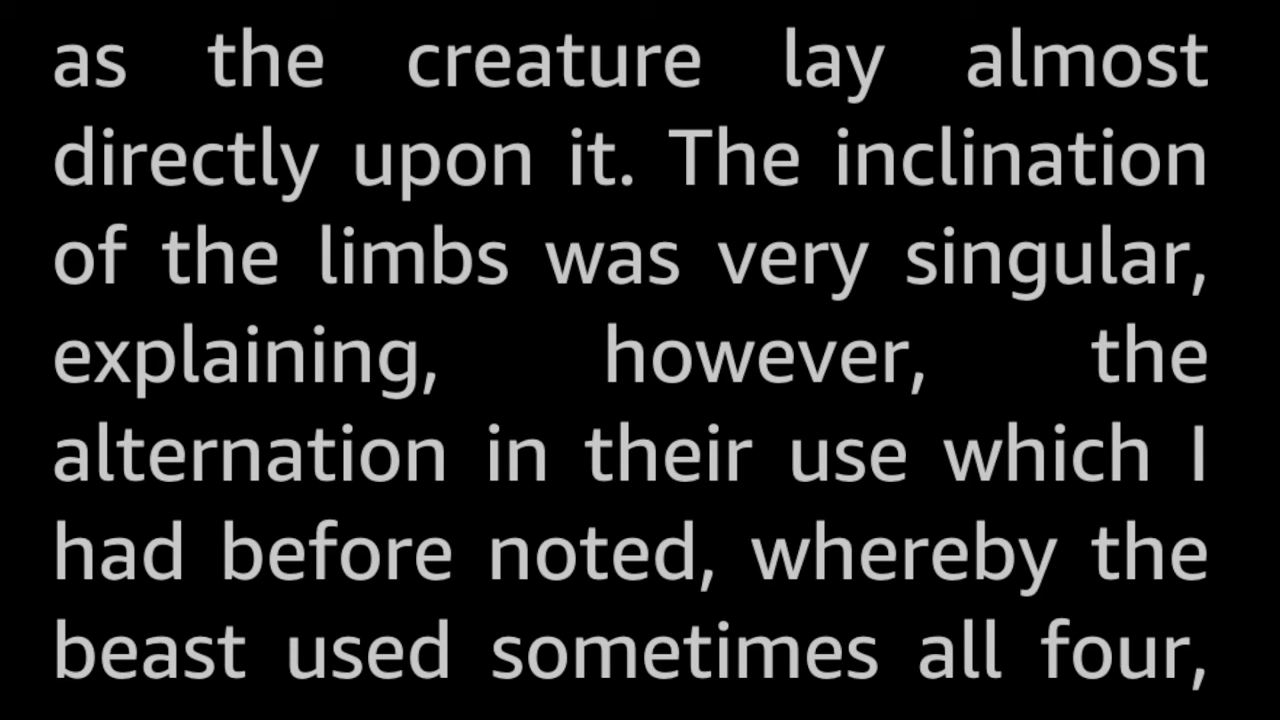 as the creature lay almost
directly upon it. The inclination
of the limbs was very singular,
explaining, however, the
alternation in their use which I
had before noted, whereby the
beast used sometimes all four,